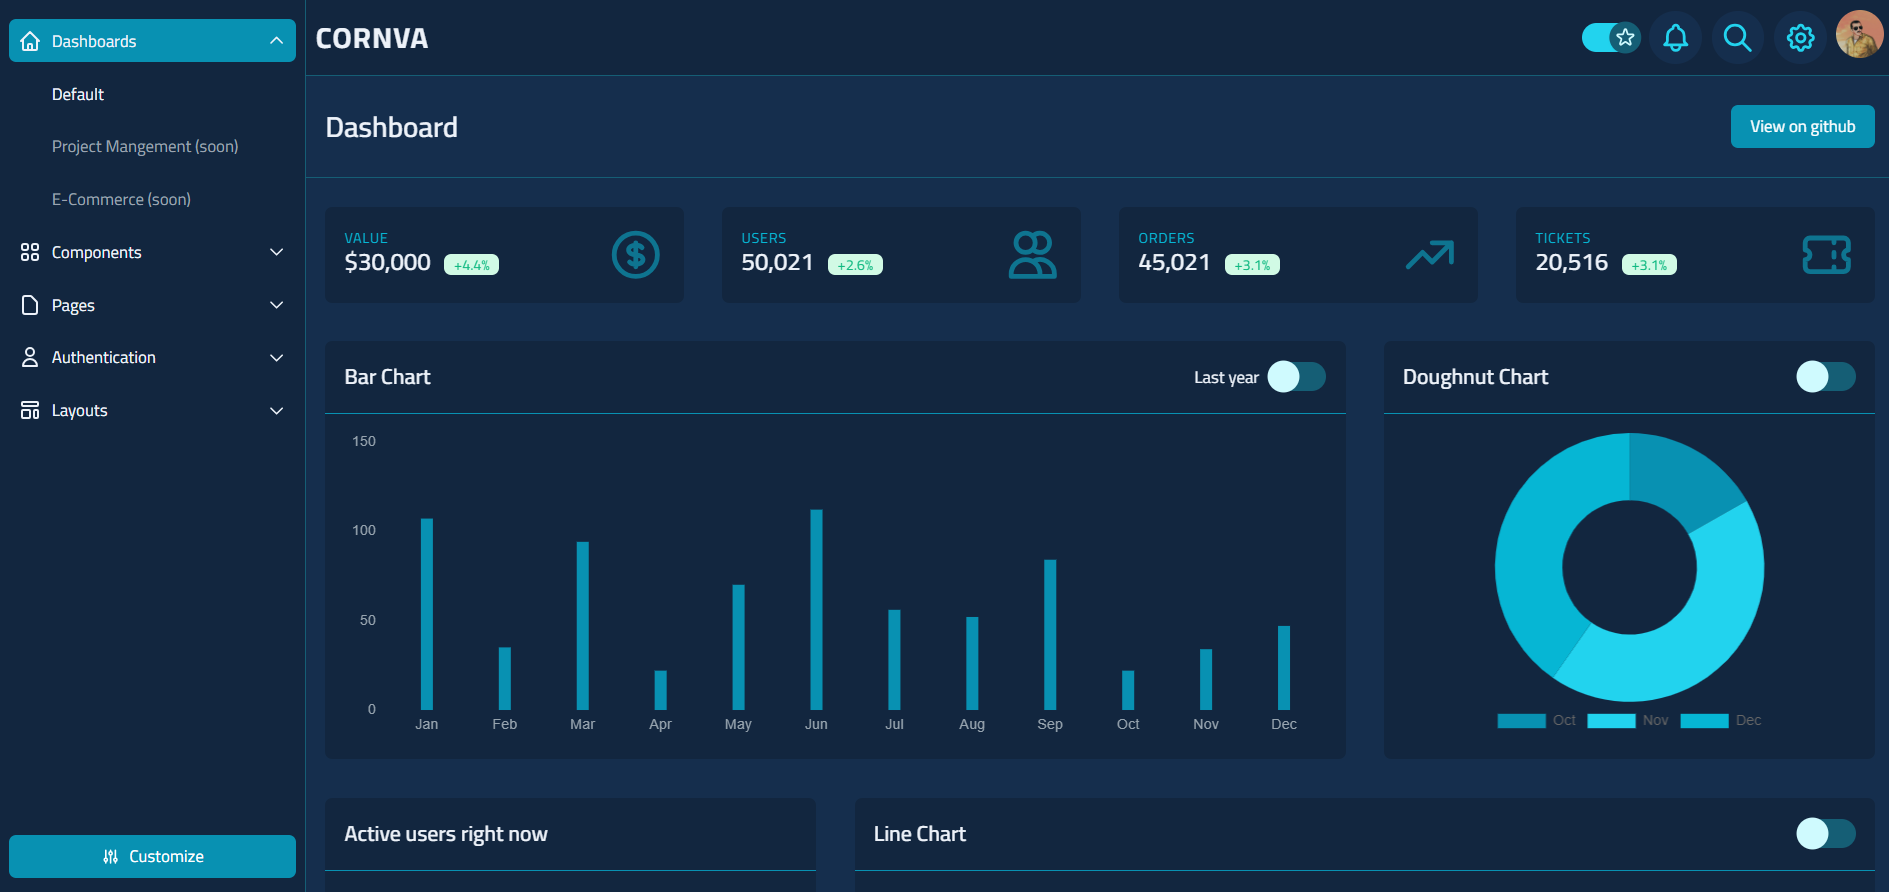 Dashboards
Default
Project Mangement (soon)
E-Commerce (soon)
Components
Pages
Authentication
Layouts
Customize
CORNVA
Dashboard
View on github
VALUE
$30,000 +4.4%
USERS
50,021 +2.6%
ORDERS
45,021 +3.1%
TICKETS
20,516 +3.1%
Bar Chart
Last year
150
100
50
0
Jan Feb Mar Apr May Jun Jul Aug Sep Oct Nov Dec
Doughnut Chart
Oct Nov Dec
Active users right now
Line Chart